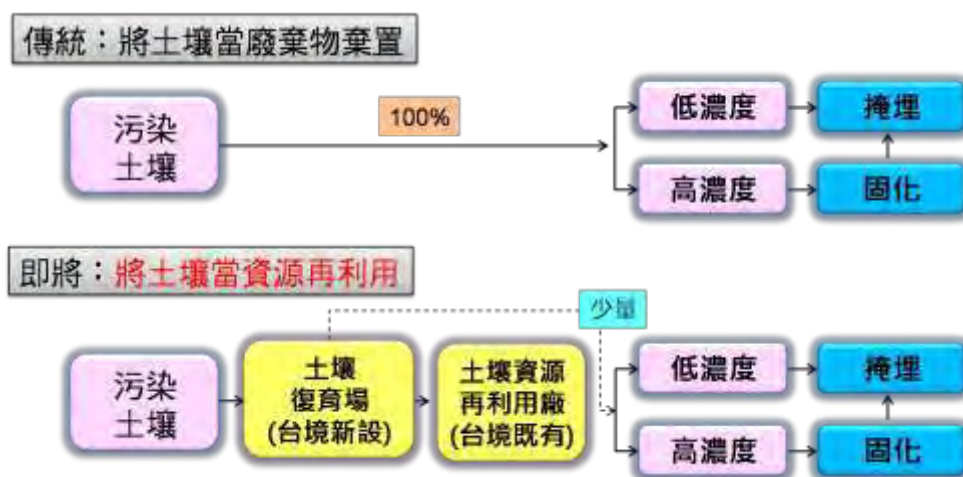 傳統：將土壤當廢棄物棄置
污染
土壤
100%
低濃度
掩埋
高濃度
固化
即將：將土壤當資源再利用
少量
污染
土壤
土壤
復育場
(台境新設)
土壤資源
再利用廠
(台境既有)
低濃度
掩埋
高濃度
固化